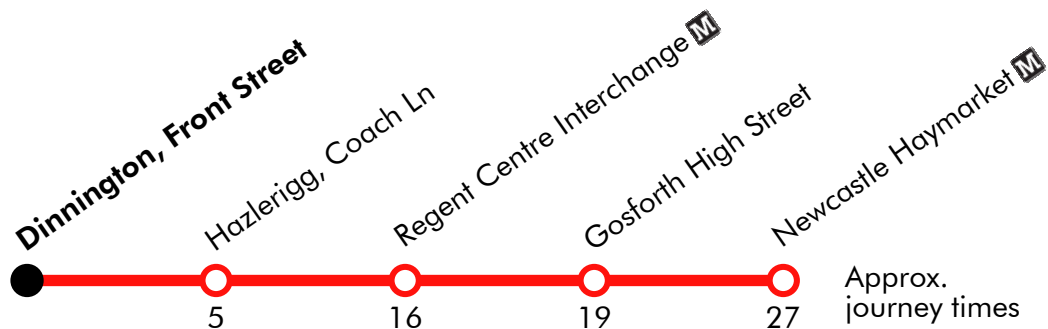 Dinnington, Front Street
Hazlerigg, Coach Ln
Regent Centre Interchange M
Gosforth High Street
Newcastle Haymarket M
5
16
19
27
Approx.
journey times